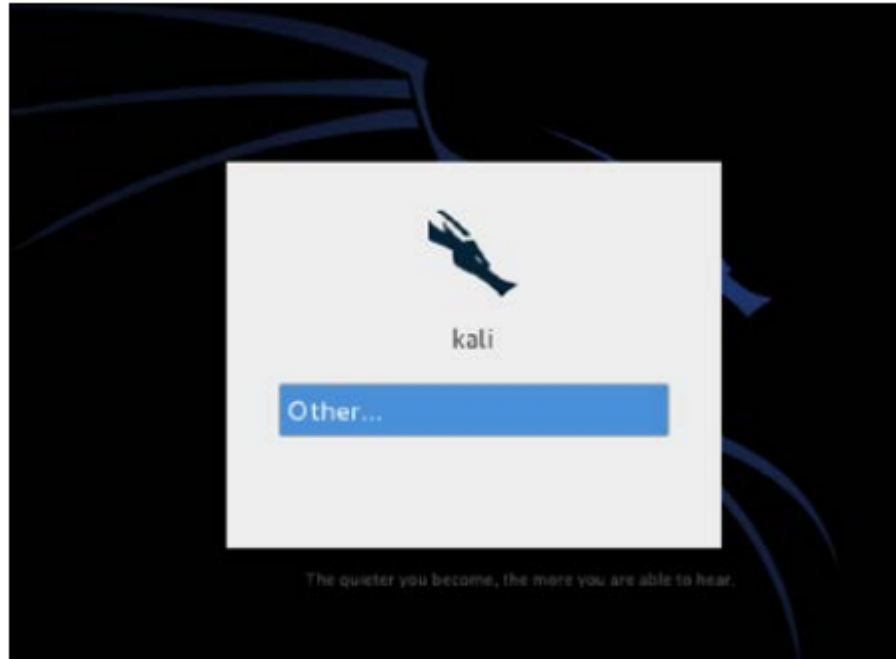 kali
Other...
The quieter you become, the more you are able to hear.